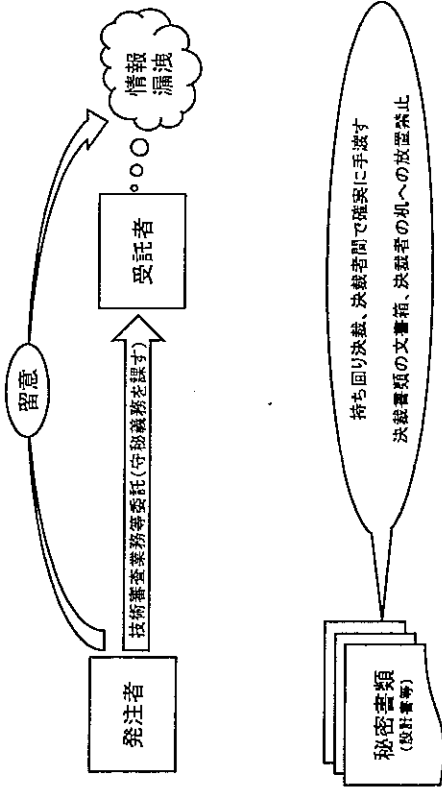 留意
発注者
技術審査業務等委託(守秘義務を課す)
受託者
情報
漏洩
秘密書類
(設計書等)
持ち回り決裁、決裁者間で確実に手渡す
決裁書類の文書箱、決裁者の机への放置禁止